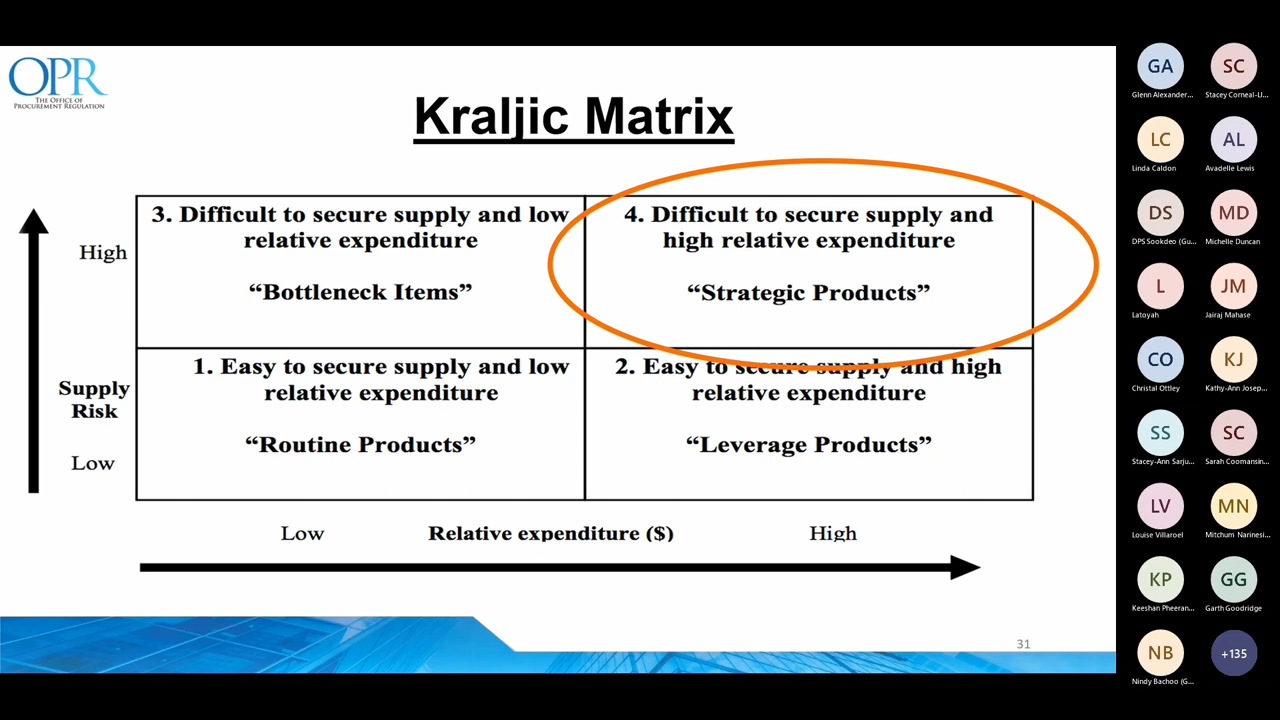 OPR
THE OFFICE OF
PROCUREMENT REGULATION
Kraljic Matrix
High
Supply
Risk
Low
3. Difficult to secure supply and low
relative expenditure
“Bottleneck Items”
4. Difficult to secure supply and
high relative expenditure
“Strategic Products”
1. Easy to secure supply and low
relative expenditure
“Routine Products”
2. Easy to secure supply and high
relative expenditure
“Leverage Products”
Low
Relative expenditure ($)
High
31
GA
Glenn Alexander...
SC
Stacey Corneal-Ll...
LC
Linda Caldon
AL
Avadelle Lewis
DS
DPS Sookdeo (Gu...
MD
Michelle Duncan
L
Latoyah
JM
Jairaj Mahase
CO
Christal Ottley
KJ
Kathy-Ann Josep...
SS
Stacey-Ann Sarju...
SC
Sarah Coomansin...
LV
Louise Villaroel
MN
Mitchum Narinesi...
KP
Keeshan Pheeran...
GG
Garth Goodridge
NB
Nindy Bachoo (G...
+135